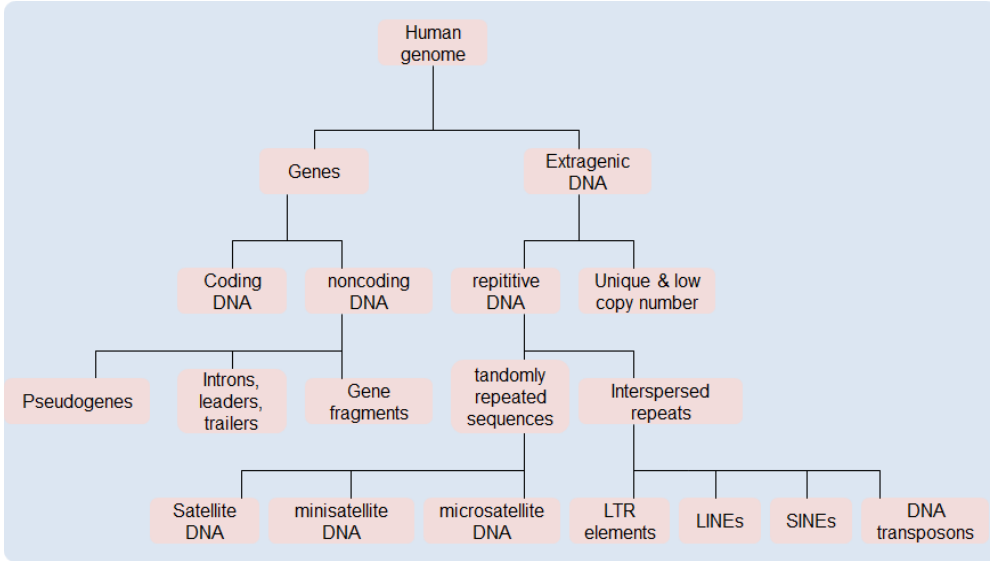 Human
genome
Genes
Extragenic
DNA
Coding
DNA
noncoding
DNA
repititive
DNA
Unique & low
copy number
Pseudogenes
Introns,
leaders,
trailers
Gene
fragments
tandomly
repeated
sequences
Interspersed
repeats
Satellite
DNA
minisatellite
DNA
microsatellite
DNA
LTR
elements
LINEs
SINEs
DNA
transposons